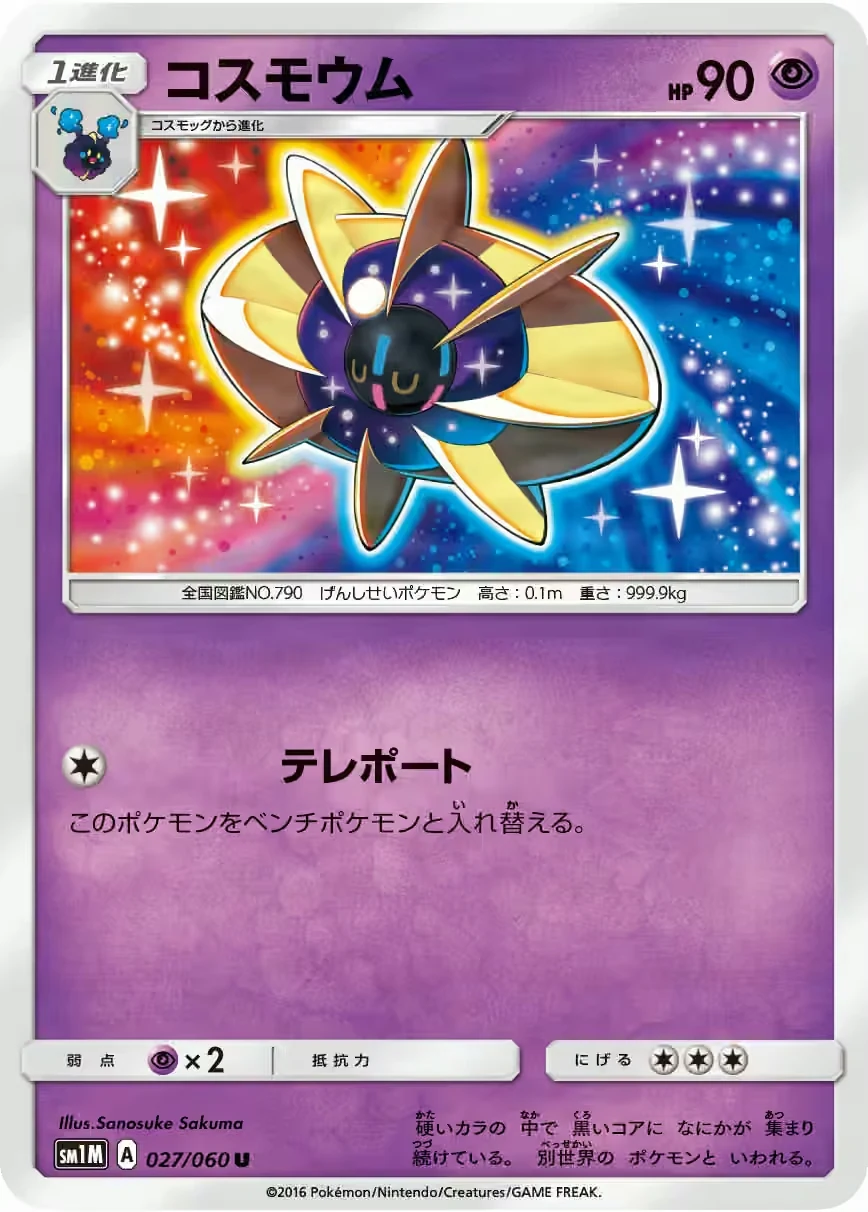 1進化
コスモウム
HP90
コスモッグから進化
全国図鑑NO.790 げんしせいポケモン 高さ:0.1m 重さ:999.9kg
テレポート
このポケモンをベンチポケモンと入れ替える。
弱点 ×2 抵抗力 にげる
Illus.Sanosuke Sakuma
硬いカラの 中で 黒いコアに なにかが 集まり
続けている。 別世界の ポケモンと いわれる。
SM1M A 027/060 U
©2016 Pokémon/Nintendo/Creatures/GAME FREAK.